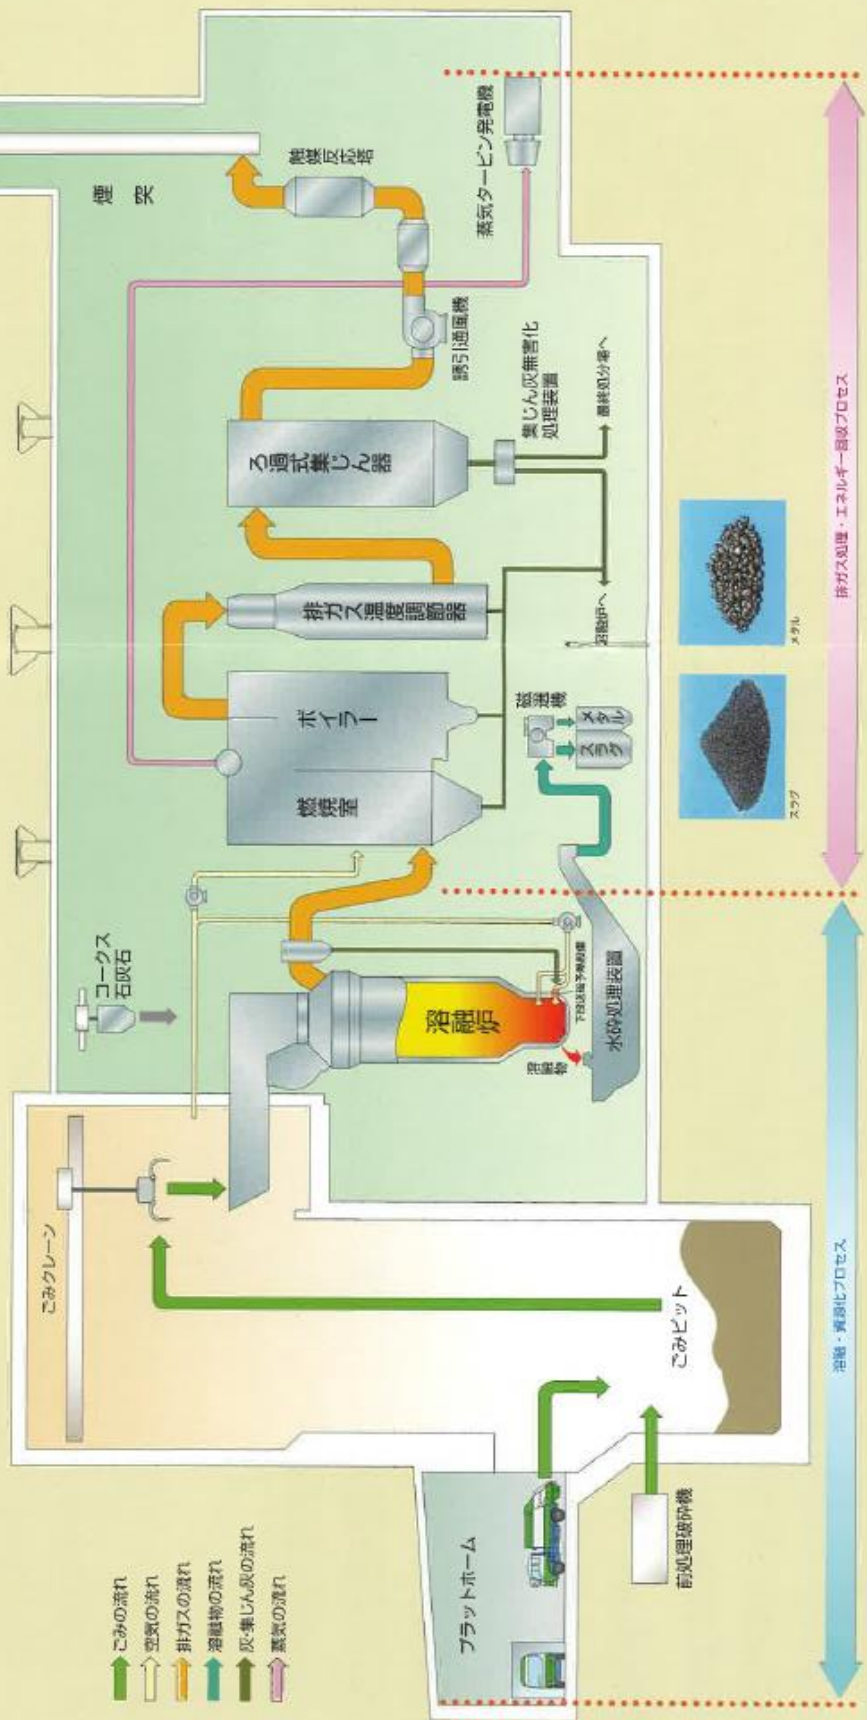 ごみの流れ
空気の流れ
排ガスの流れ
溶融物の流れ
灰・集じん灰の流れ
蒸気の流れ
プラットホーム
前処理破砕機
ごみピット
ごみクレーン
コークス
石灰石
溶融炉
溶融物
水砕処理装置
磁選機
スラグ
メタル
燃焼室
ボイラー
排ガス温度調節器
ろ過式集じん器
集じん灰無害化
処理装置
溶融炉へ
最終処分場へ
誘引通風機
触媒反応塔
蒸気タービン発電機
煙突
スラグ
メタル
溶融・資源化プロセス
排ガス処理・エネルギー回収プロセス